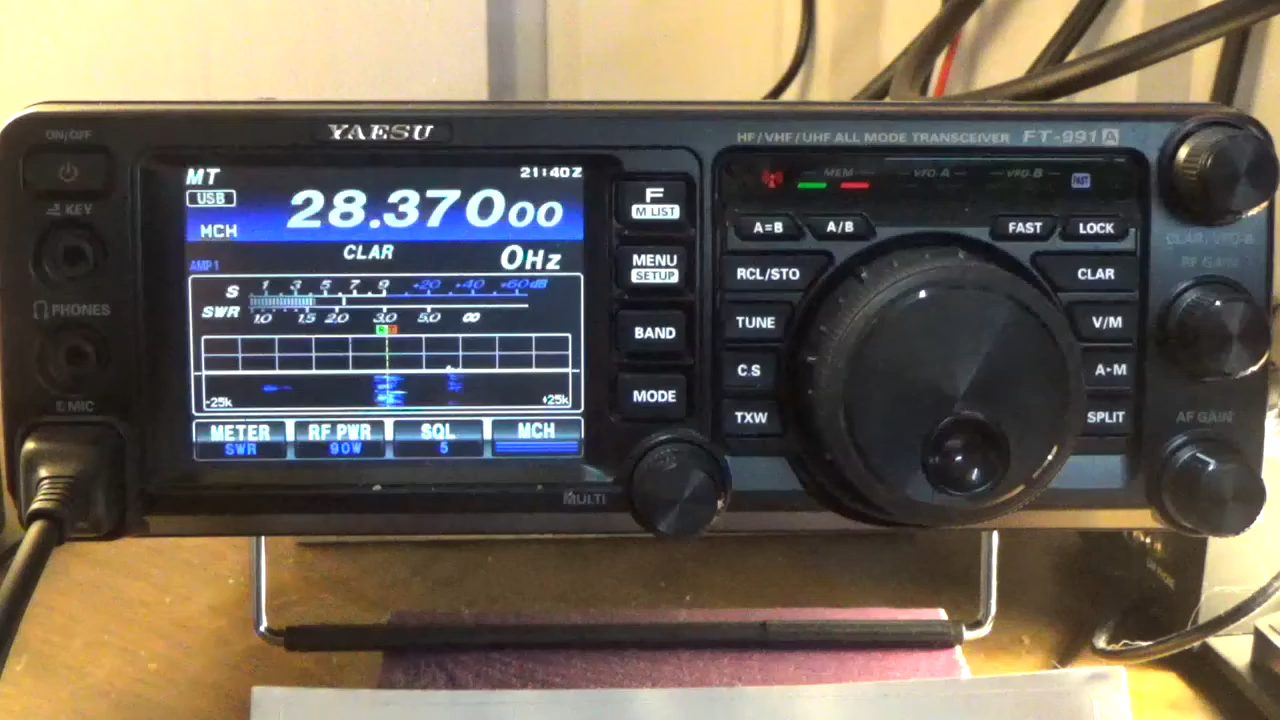 ON/OFF
YAESU
HF/VHF/UHF ALL MODE TRANSCEIVER FT-991A
MT 21:40Z
USB 28.370.00
MCH
CLAR 0Hz
AMP1
S 1 3 5 7 9 +20 +40 +60dB
SWR 1.0 1.5 2.0 3.0 5.0 ∞
-25k +25k
METER RF PWR SQL MCH
SWR 90W 5
KEY
PHONES
MIC
F
M LIST
MENU
SETUP
BAND
MODE
MULTI
MEM VFO-A VFO-B FAST
A=B A/B FAST LOCK
RCL/STO CLAR
TUNE V/M
C.S A▸M
TXW SPLIT
CLAR/VFO-B
RF GAIN
AF GAIN